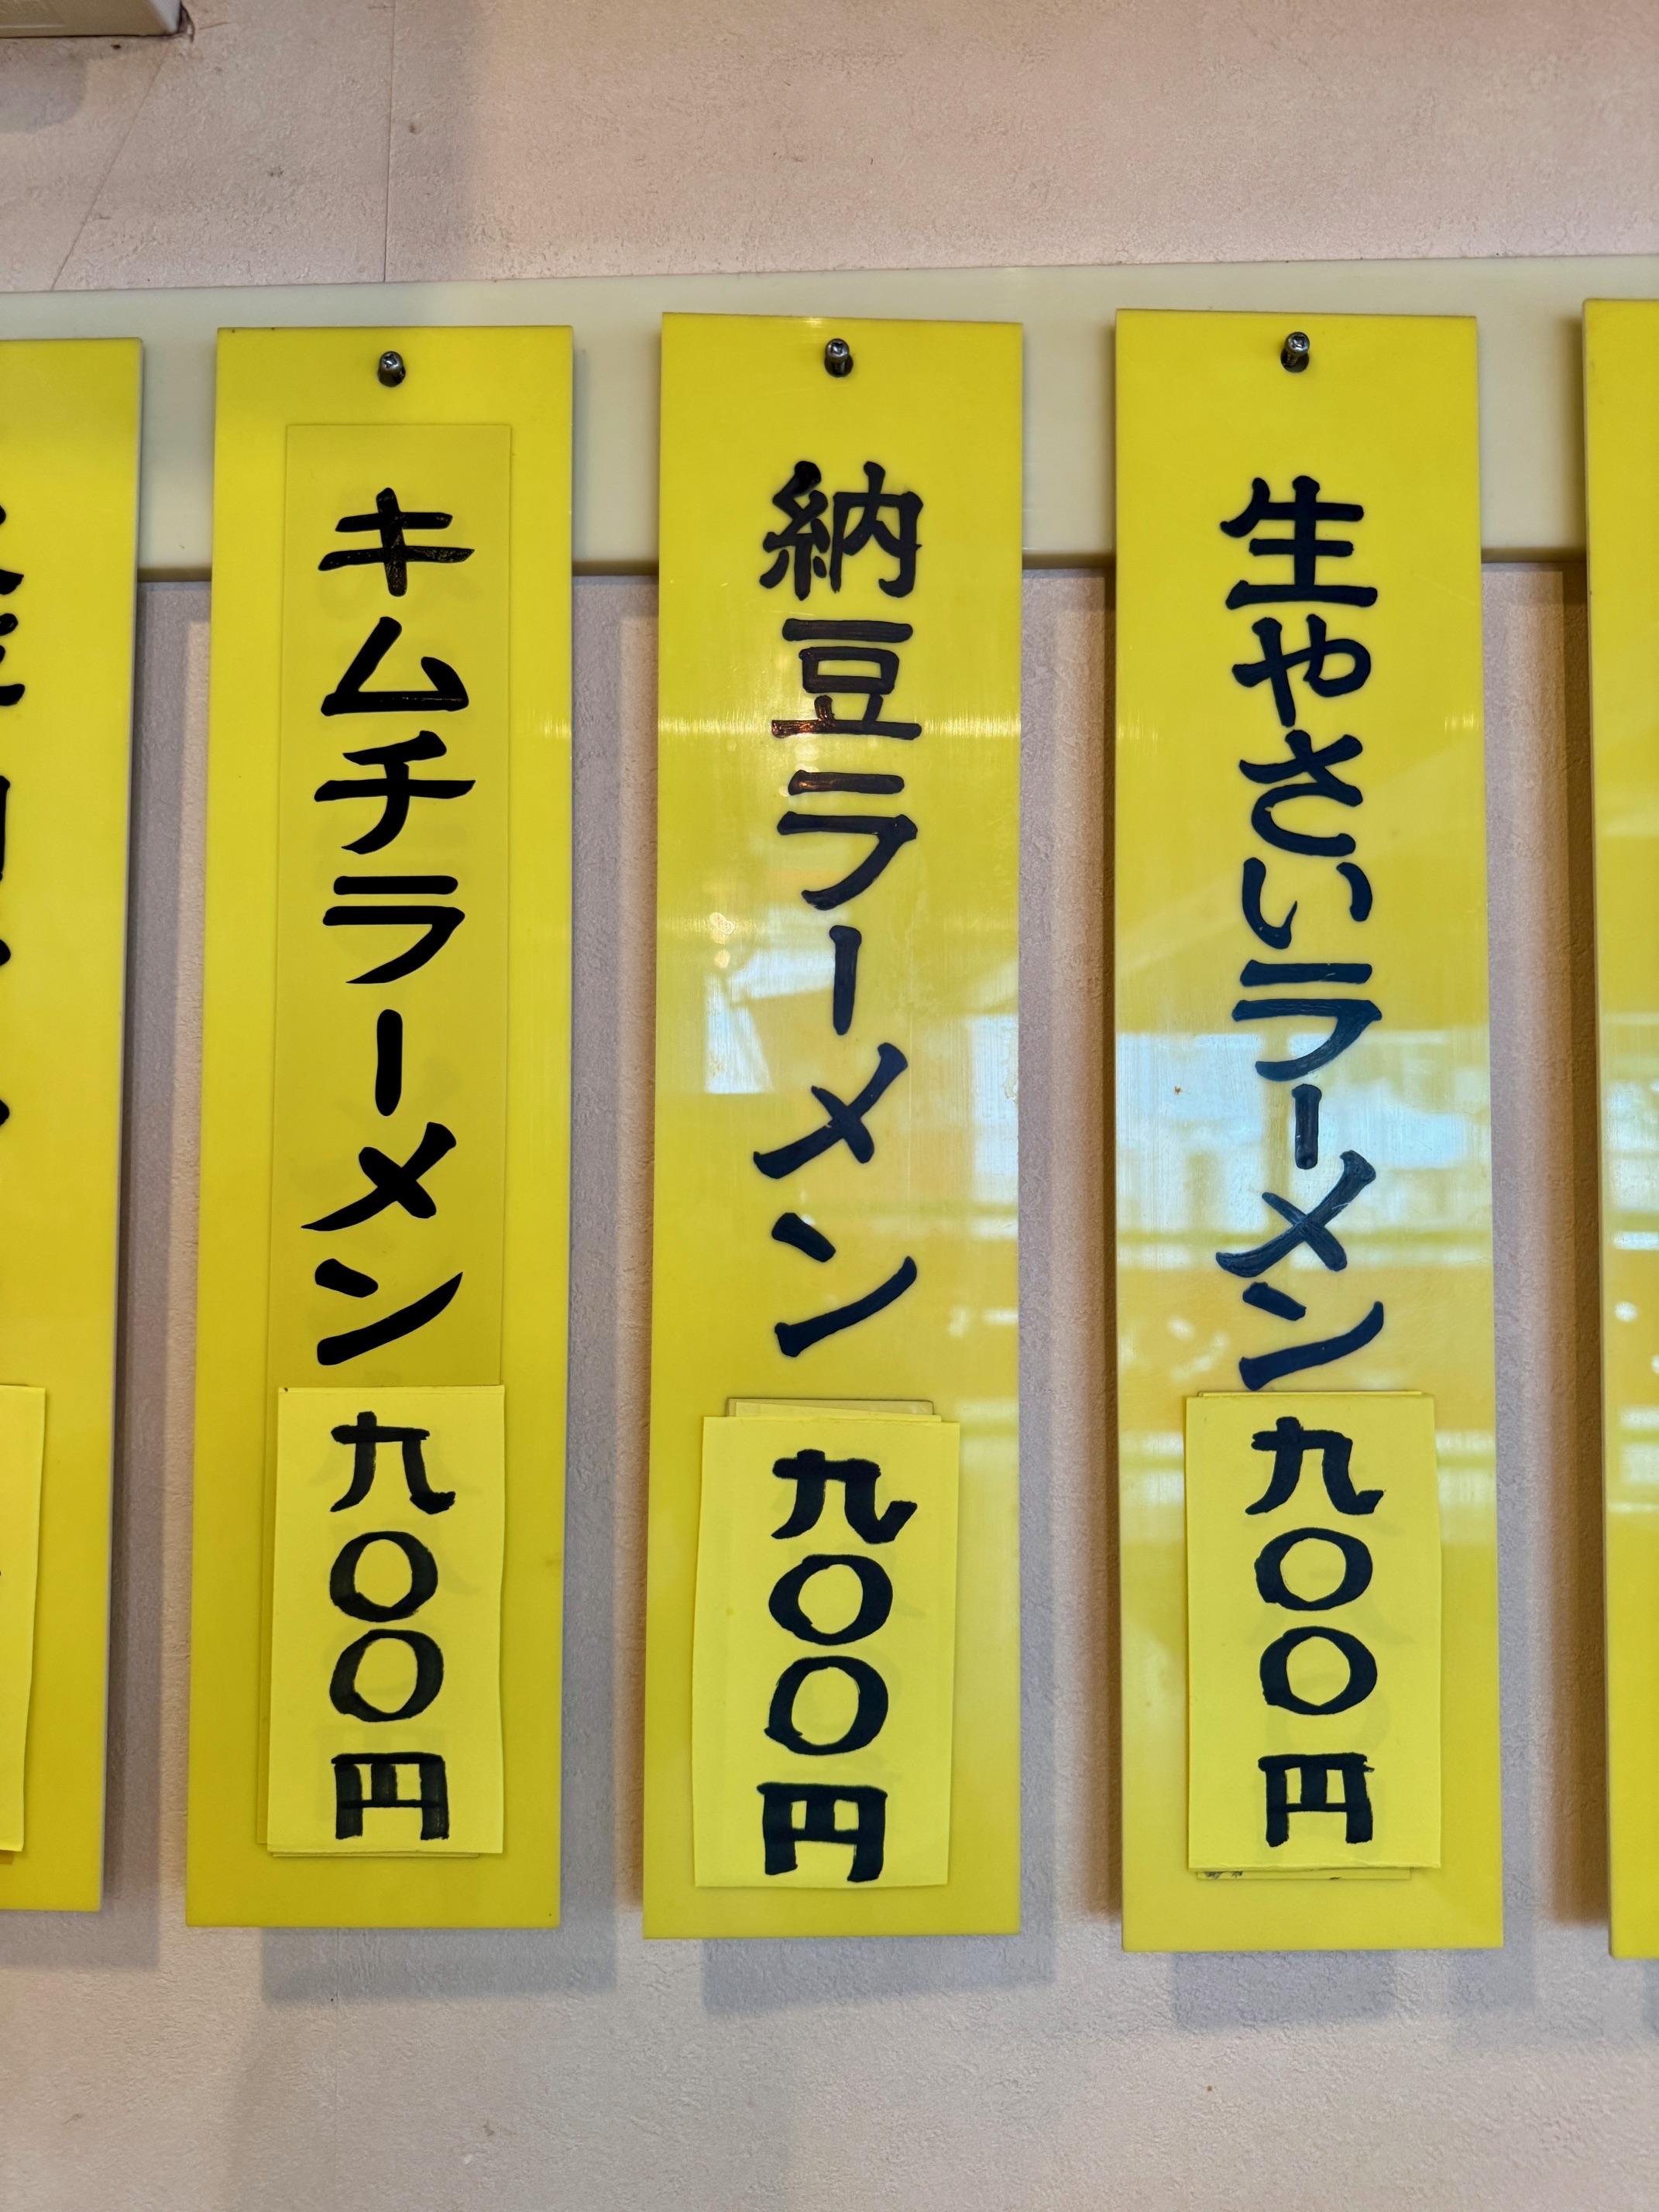 生やさいラーメン
九〇〇円
納豆ラーメン
九〇〇円
キムチラーメン
九〇〇円